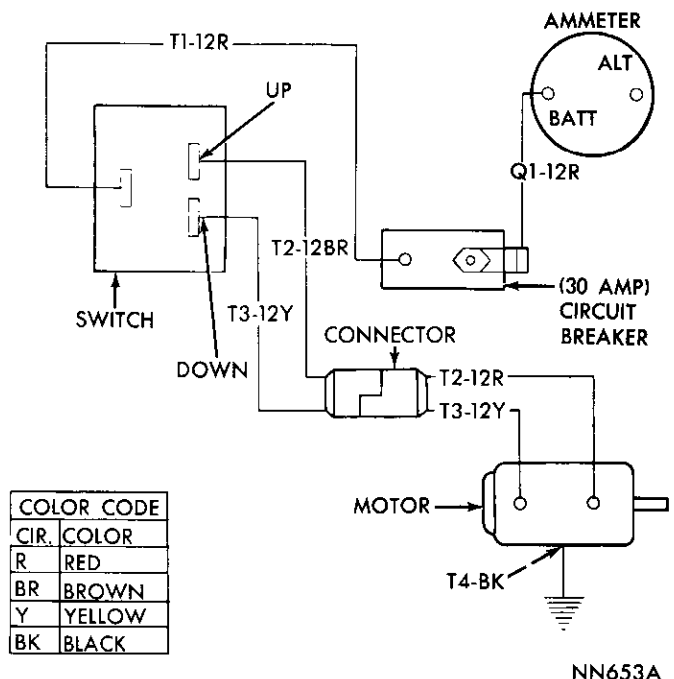 AMMETER
T1-12R
ALT
UP
BATT
Q1-12R
T2-12BR
(30 AMP)
CIRCUIT
BREAKER
SWITCH
T3-12Y
CONNECTOR
DOWN
T2-12R
T3-12Y
MOTOR
T4-BK
COLOR CODE
CIR. COLOR
R RED
BR BROWN
Y YELLOW
BK BLACK
NN653A